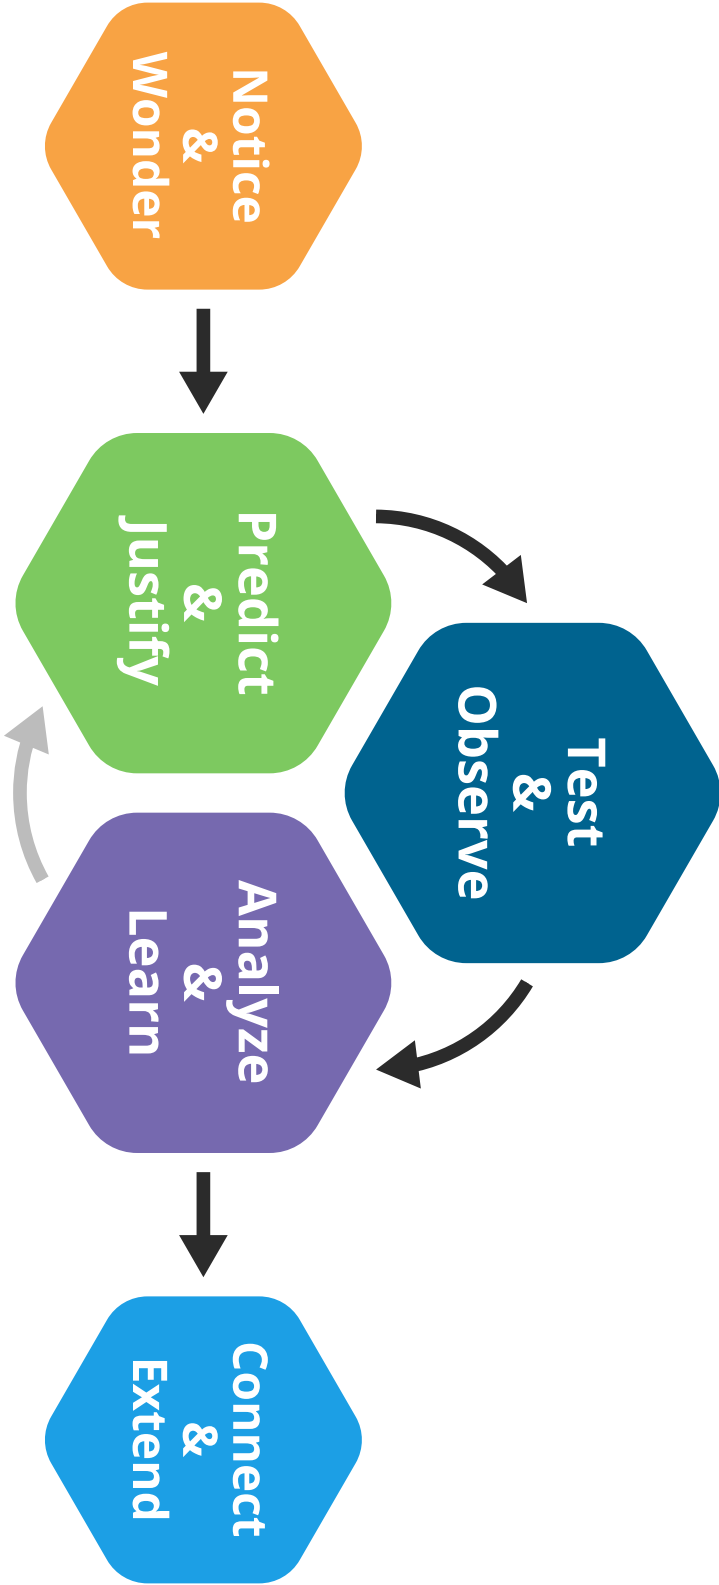 Notice
&
Wonder
Predict
&
Justify
Test
&
Observe
Analyze
&
Learn
Connect
&
Extend